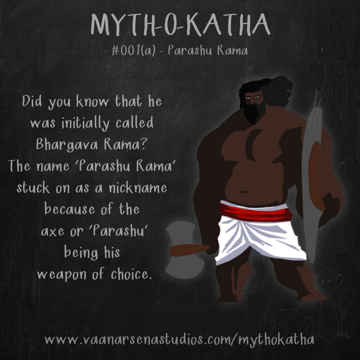 MYTH-O-KATHA
#001(a) - Parashu Rama
Did you know that he
was initially called
Bhargava Rama?
The name 'Parashu Rama'
stuck on as a nickname
because of the
axe or 'Parashu'
being his
weapon of choice.
www.vaanarsenastudios.com/mythokatha